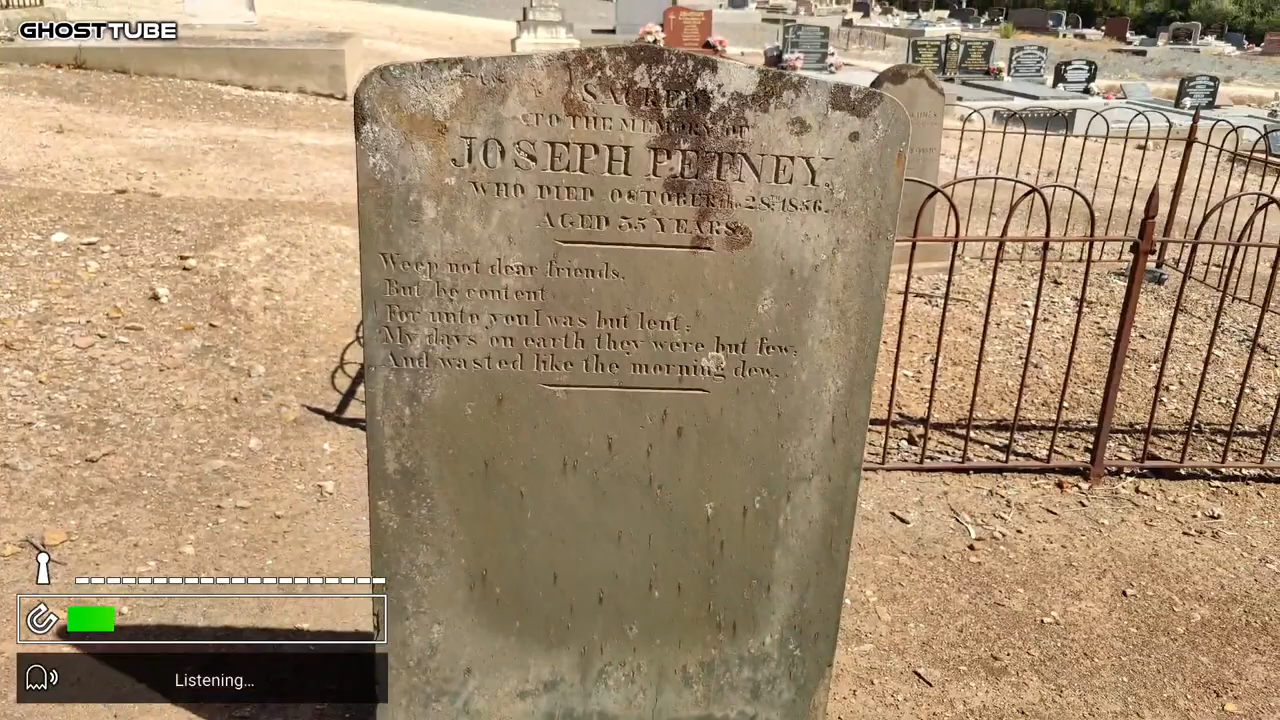 GHOSTTUBE
SACRED
TO THE MEMORY OF
JOSEPH PETNEY.
WHO DIED OCTOBER 28TH 1856.
AGED 35 YEARS
Weep not dear friends.
But be content
For unto you I was but lent;
My days on earth they were but few;
And wasted like the morning dew.
Listening...